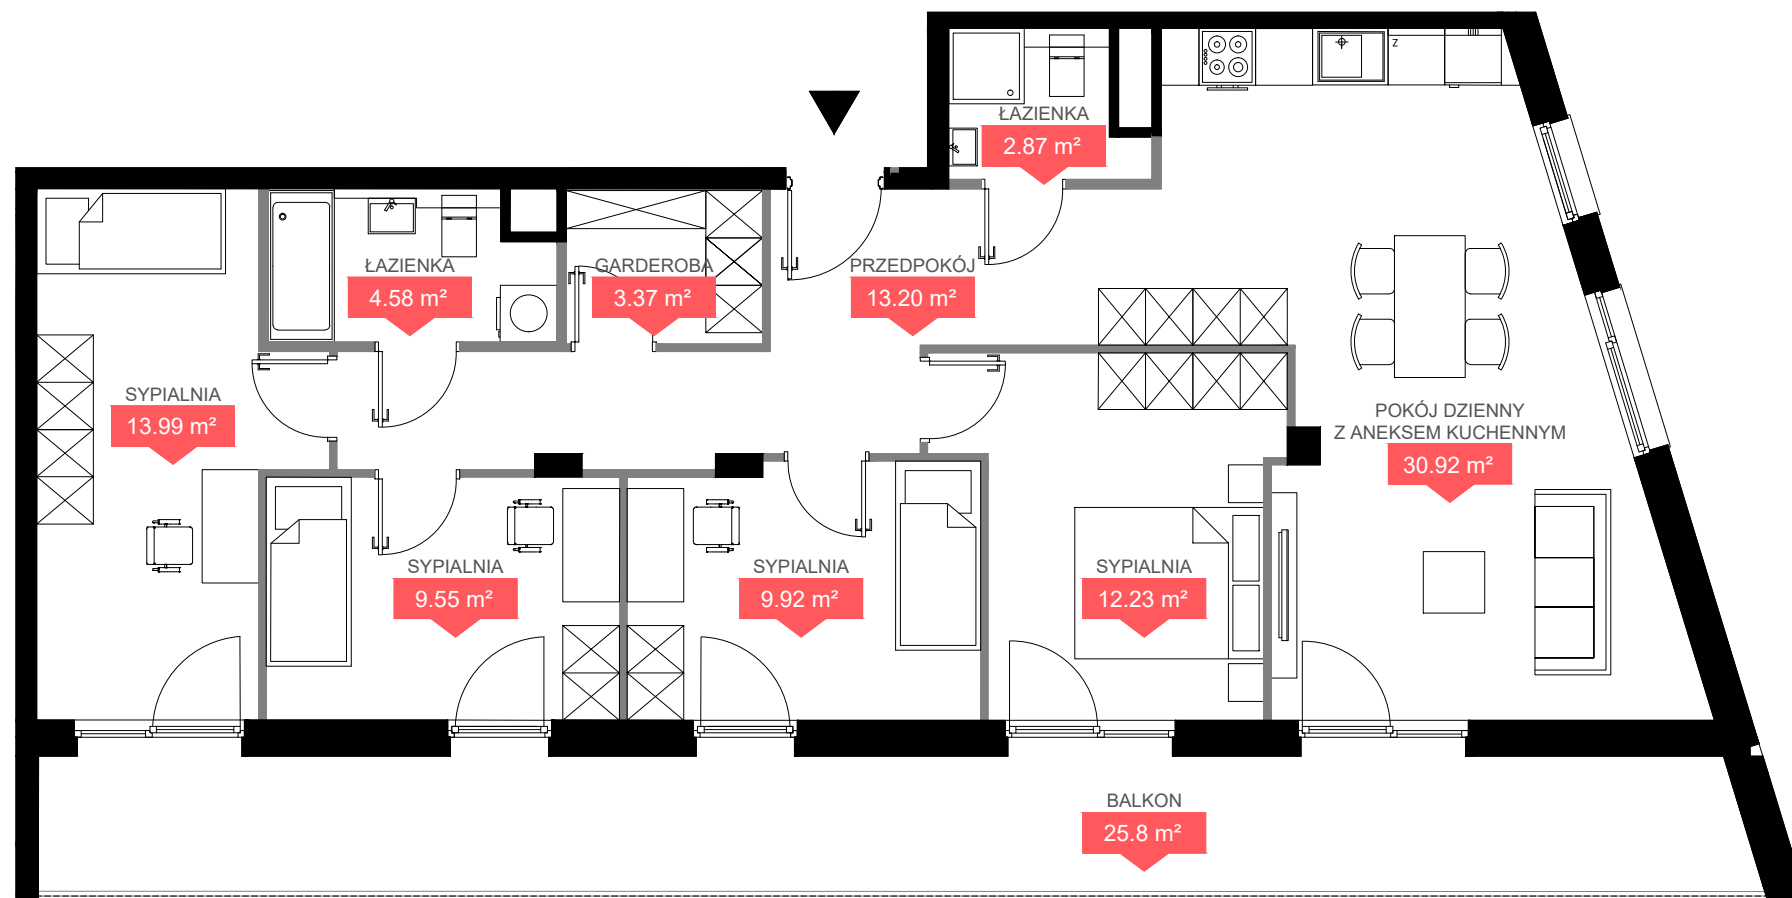 ŁAZIENKA
2.87 m²
Z
ŁAZIENKA
4.58 m²
GARDEROBA
3.37 m²
PRZEDPOKÓJ
13.20 m²
SYPIALNIA
13.99 m²
POKÓJ DZIENNY
Z ANEKSEM KUCHENNYM
30.92 m²
SYPIALNIA
9.55 m²
SYPIALNIA
9.92 m²
SYPIALNIA
12.23 m²
BALKON
25.8 m²